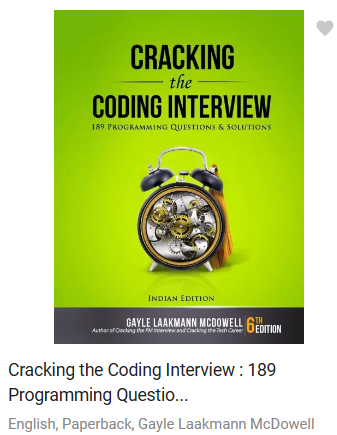 CRACKING
the
CODING INTERVIEW
189 PROGRAMMING QUESTIONS & SOLUTIONS
INDIAN EDITION
GAYLE LAAKMANN MCDOWELL
Author of Cracking the PM Interview and Cracking the Tech Career
6TH EDITION
Cracking the Coding Interview : 189
Programming Questio...
English, Paperback, Gayle Laakmann McDowell